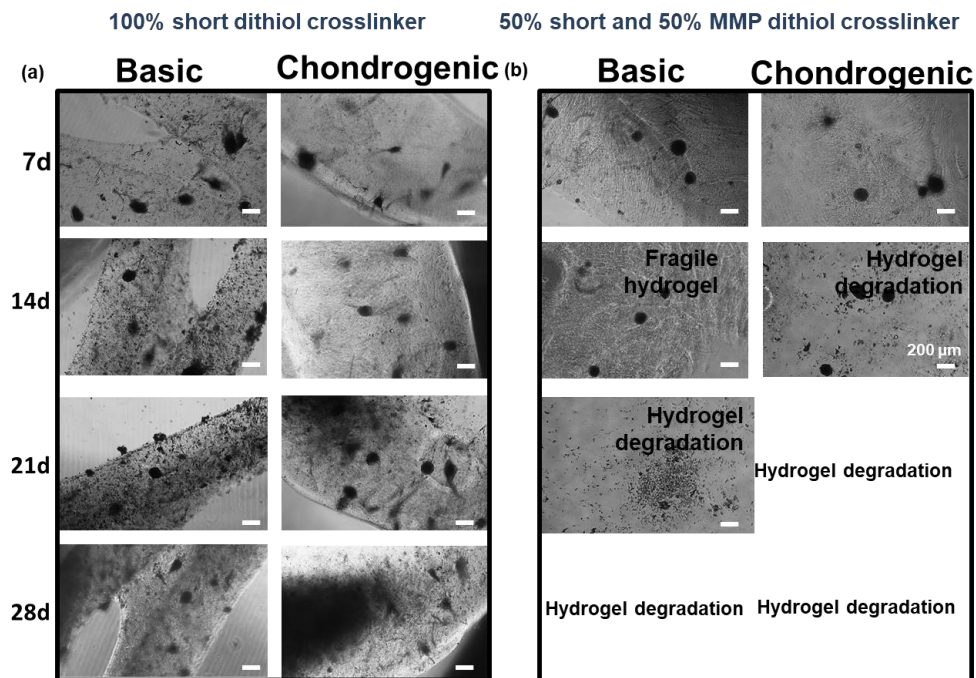 100% short dithiol crosslinker
50% short and 50% MMP dithiol crosslinker
(a)
Basic
Chondrogenic
(b)
Basic
Chondrogenic
7d
14d
Fragile
hydrogel
Hydrogel
degradation
200 µm
21d
Hydrogel
degradation
Hydrogel degradation
28d
Hydrogel degradation
Hydrogel degradation